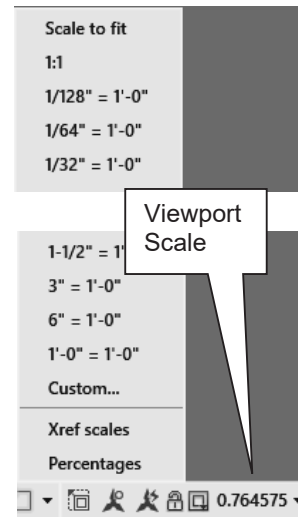 Scale to fit
1:1
1/128" = 1'-0"
1/64" = 1'-0"
1/32" = 1'-0"
Viewport
Scale
1-1/2" = 1'
3" = 1'-0"
6" = 1'-0"
1'-0" = 1'-0"
Custom...
Xref scales
Percentages
0.764575